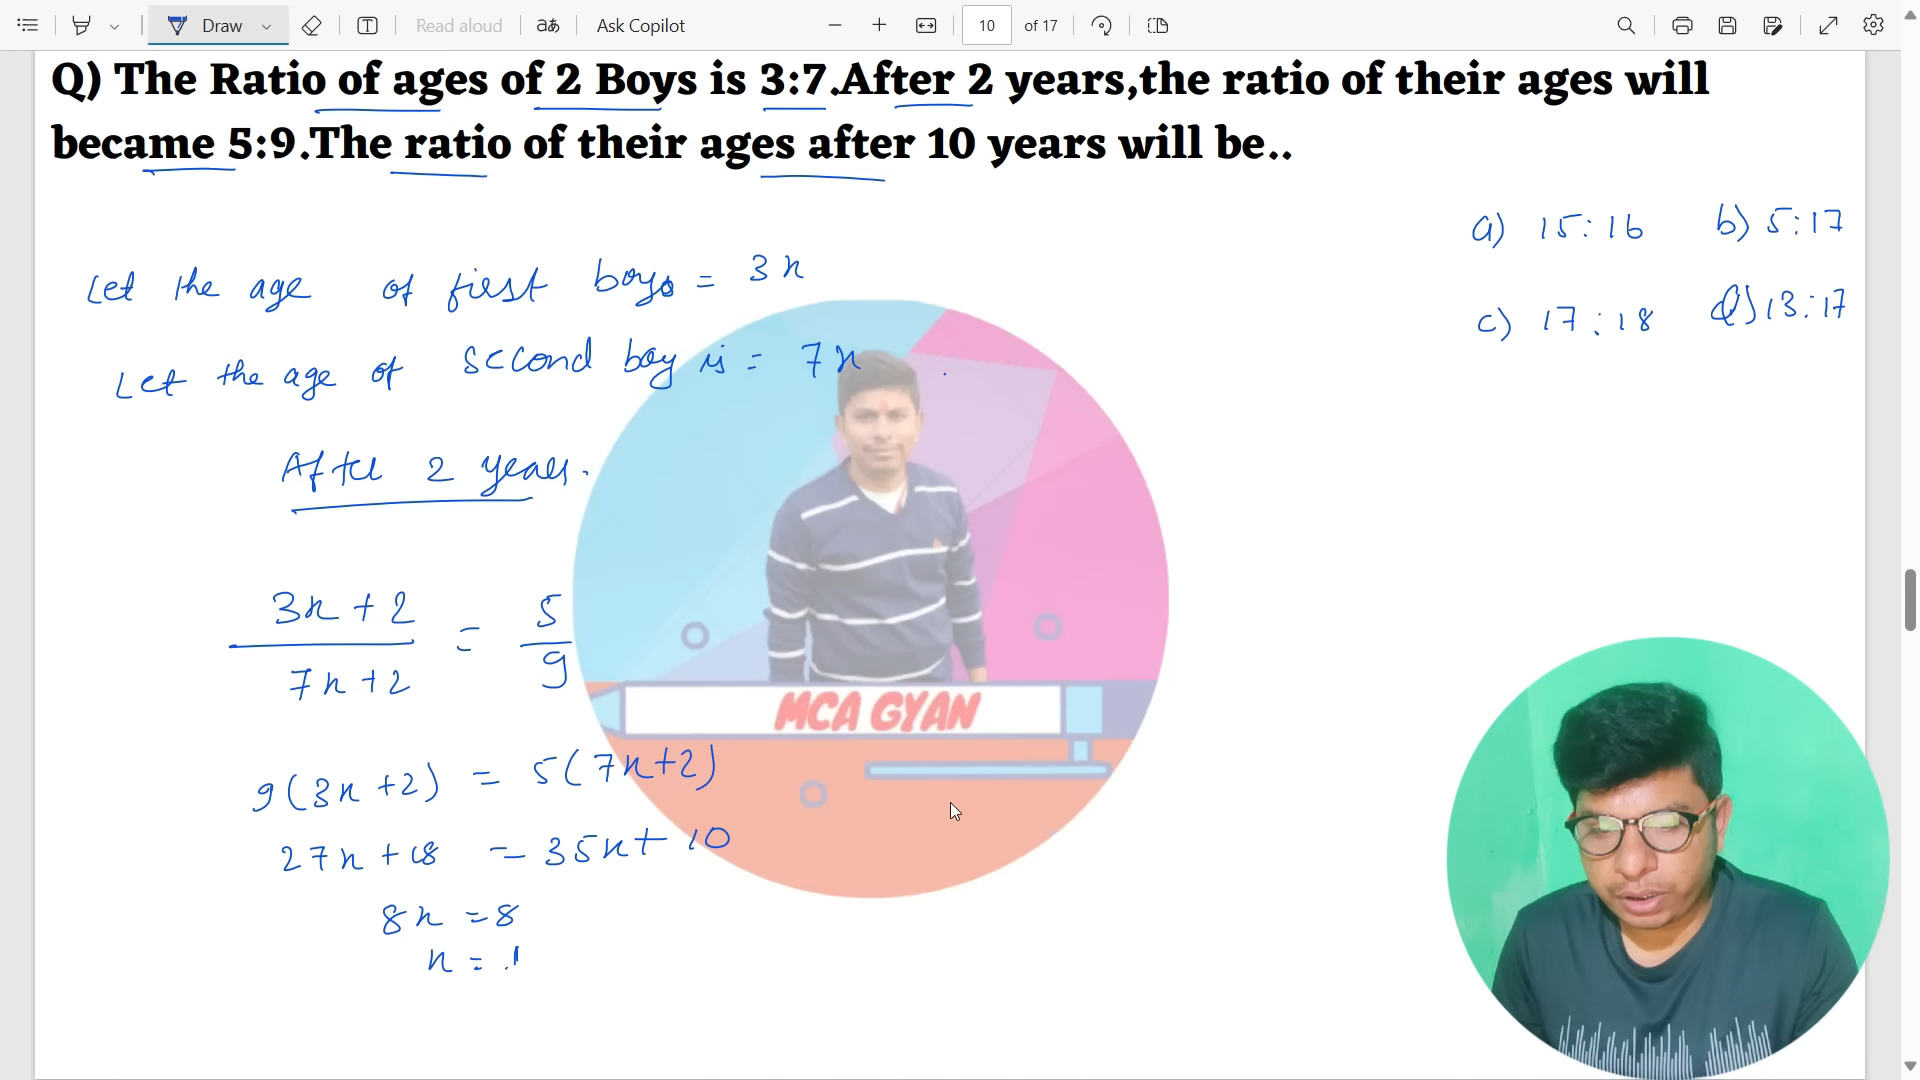 Draw
T
Read aloud
aあ
Ask Copilot
10
of 17
Q) The Ratio of ages of 2 Boys is 3:7.After 2 years,the ratio of their ages will
became 5:9.The ratio of their ages after 10 years will be..
a) 15:16 b) 5:17
c) 17:18 d) 13:17
Let the age of first boys = 3x
Let the age of second boy is = 7x
After 2 years.
3x+2 = 5
7x+2 9
9(3x+2) = 5(7x+2)
27x+18 = 35x+10
8x = 8
x = 1
MCA GYAN